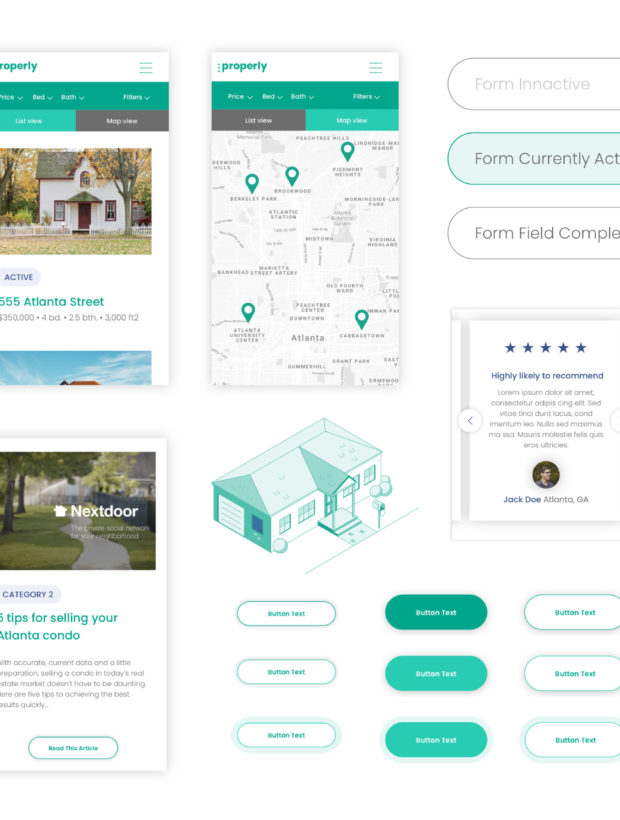 roperly
Price Bed Bath Filters
List view Map view
ACTIVE
555 Atlanta Street
$350,000 • 4 bd. • 2.5 bth. • 3,000 ft2
:properly
Price Bed Bath Filters
List view Map view
PEACHTREE HILLS
LINDRIDGE-MAR
MANOR
DERWOOD
HILLS
PIEDMONT
HEIGHTS
BROOKWOOD
BERKELEY PARK
MORNINGSIDE-LEN
PARK
ATLANTIC
STATION
Atlanta
Botanical
Garden
MIDTOWN
VIRGINIA
HIGHLAND
BANKHEAD
MARIETTA
STREET ARTERY
OLD FOURTH
WARD
LITTL
PEACHTREE
CENTER
INMAN PAR
DOWNTOWN
ATLANTA
UNIVERSITY
CENTER
Atlanta
CABBAGETOWN
GRANT PARK
EAST
SUMMERHILL
ORMEWOOD
Form Innactive
Form Currently Act
Form Field Comple
Highly likely to recommend
Lorem ipsum dolor sit amet,
consectetur adipis cing elit. Sed
vitae tinci dunt lacus, cond
imentum leo. Nulla sed maximus
ma ssa. Mauris molestie felis quis
eros ultricies.
Jack Doe Atlanta, GA
Nextdoor
The private social network
for your neighborhood
CATEGORY 2
5 tips for selling your
Atlanta condo
With accurate, current data and a little
preparation, selling a condo in today's real
estate market doesn't have to be daunting.
Here are five tips to achieving the best
results quickly...
Read This Article
Button Text Button Text Button Text
Button Text Button Text Button Text
Button Text Button Text Button Text